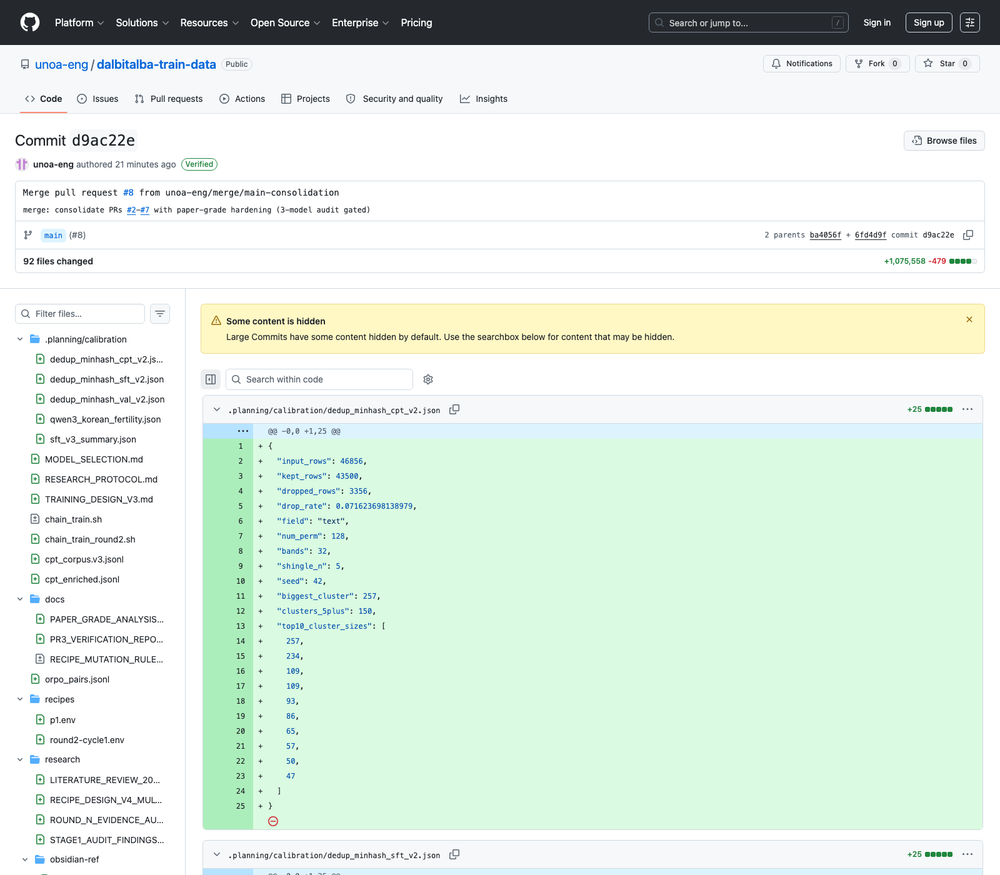 Platform
Solutions
Resources
Open Source
Enterprise
Pricing
Search or jump to...
/
Sign in
Sign up
unoa-eng/dalbitalba-train-data
Public
Notifications
Fork 0
Star 0
Code
Issues
Pull requests
Actions
Projects
Security and quality
Insights
Commit d9ac22e
Browse files
unoa-eng authored 21 minutes ago
Verified
Merge pull request #8 from unoa-eng/merge/main-consolidation
merge: consolidate PRs #2-#7 with paper-grade hardening (3-model audit gated)
main (#8)
2 parents ba4056f + 6fd4d9f commit d9ac22e
92 files changed
+1,075,558 -479
Filter files...
.planning/calibration
dedup_minhash_cpt_v2.js...
dedup_minhash_sft_v2.json
dedup_minhash_val_v2.json
qwen3_korean_fertility.json
sft_v3_summary.json
MODEL_SELECTION.md
RESEARCH_PROTOCOL.md
TRAINING_DESIGN_V3.md
chain_train.sh
chain_train_round2.sh
cpt_corpus.v3.jsonl
cpt_enriched.jsonl
docs
PAPER_GRADE_ANALYSIS...
PR3_VERIFICATION_REPO...
RECIPE_MUTATION_RULE...
orpo_pairs.jsonl
recipes
p1.env
round2-cycle1.env
research
LITERATURE_REVIEW_20...
RECIPE_DESIGN_V4_MUL...
ROUND_N_EVIDENCE_AU...
STAGE1_AUDIT_FINDINGS...
obsidian-ref
Some content is hidden
Large Commits have some content hidden by default. Use the searchbox below for content that may be hidden.
Search within code
.planning/calibration/dedup_minhash_cpt_v2.json
+25
@@ -0,0 +1,25 @@
1 + {
2 + "input_rows": 46856,
3 + "kept_rows": 43500,
4 + "dropped_rows": 3356,
5 + "drop_rate": 0.071623698138979,
6 + "field": "text",
7 + "num_perm": 128,
8 + "bands": 32,
9 + "shingle_n": 5,
10 + "seed": 42,
11 + "biggest_cluster": 257,
12 + "clusters_5plus": 150,
13 + "top10_cluster_sizes": [
14 + 257,
15 + 234,
16 + 109,
17 + 109,
18 + 93,
19 + 86,
20 + 65,
21 + 57,
22 + 50,
23 + 47
24 + ]
25 + }
.planning/calibration/dedup_minhash_sft_v2.json
+25
@@ -0,0 +1,25 @@